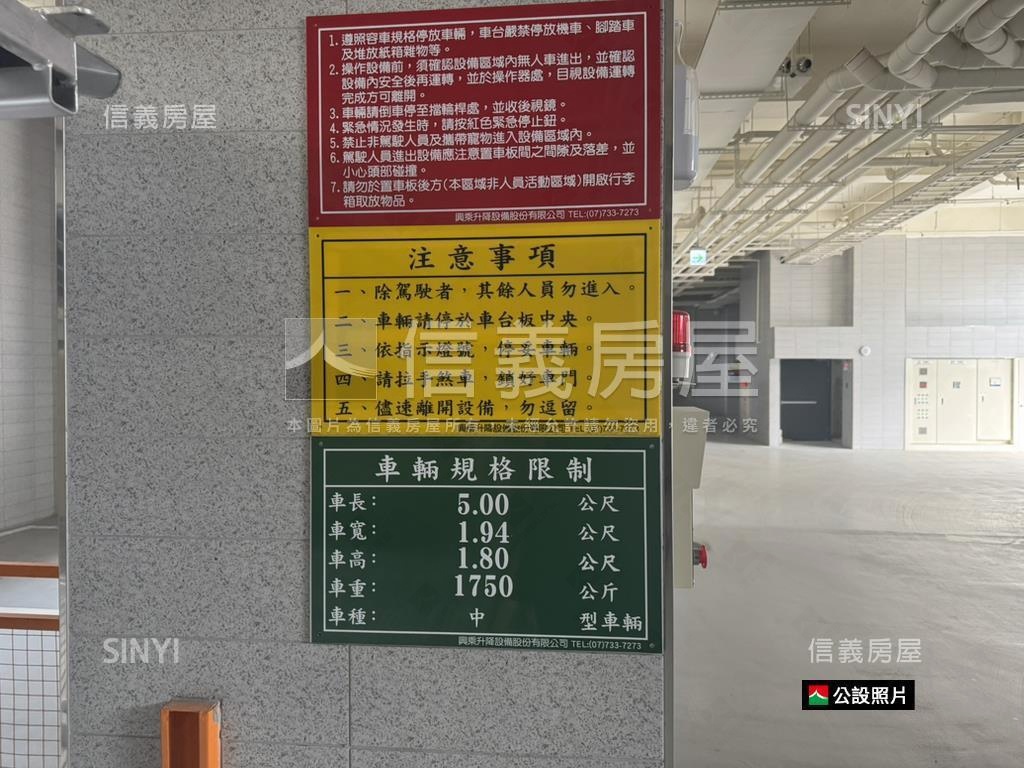 1. 遵照容車規格停放車輛，車台嚴禁停放機車、腳踏車
及堆放紙箱雜物等。
2. 操作設備前，須確認設備區域內無人車進出，並確認
設備內安全後再運轉，並於操作器處，目視設備運轉
完成方可離開。
3. 車輛請倒車停至擋輪桿處，並收後視鏡。
4. 緊急情況發生時，請按紅色緊急停止鈕。
5. 禁止非駕駛人員及攜帶寵物進入設備區域內。
6. 駕駛人員進出設備應注意置車板間之間隙及落差，並
小心頭部碰撞。
7. 請勿於置車板後方(本區域非人員活動區域)開啟行李
箱取放物品。
興乘升降設備股份有限公司 TEL:(07)733-7273
信義房屋
SINYI
注意事項
一、除駕駛者，其餘人員勿進入。
二、車輛請停於車台板中央。
三、依指示燈號，停妥車輛。
四、請拉手煞車，鎖好車門
五、儘速離開設備，勿逗留。
信義房屋
本圖片為信義房屋所有，未經允許請勿盜用，違者必究
車輛規格限制
車長： 5.00 公尺
車寬： 1.94 公尺
車高： 1.80 公尺
車重： 1750 公斤
車種： 中 型車輛
興乘升降設備股份有限公司 TEL:(07)733-7273
SINYI
信義房屋
公設照片